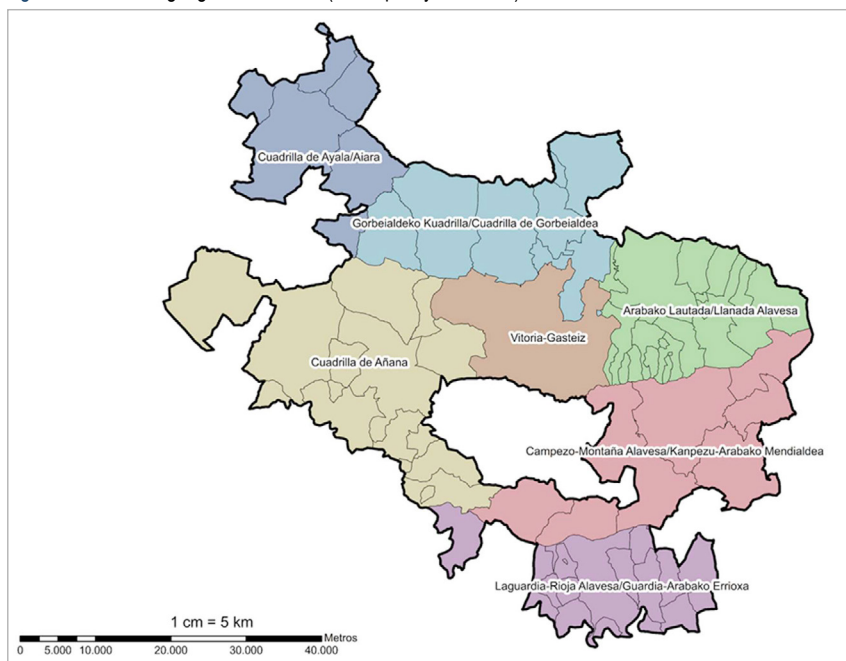 Cuadrilla de Ayala/Aiara
Gorbeialdeko Kuadrilla/Cuadrilla de Gorbeialdea
Arabako Lautada/Llanada Alavesa
Vitoria-Gasteiz
Cuadrilla de Añana
Campezo-Montaña Alavesa/Kanpezu-Arabako Mendialdea
Laguardia-Rioja Alavesa/Guardia-Arabako Errioxa
1 cm = 5 km
Metros
0 5.000 10.000 20.000 30.000 40.000